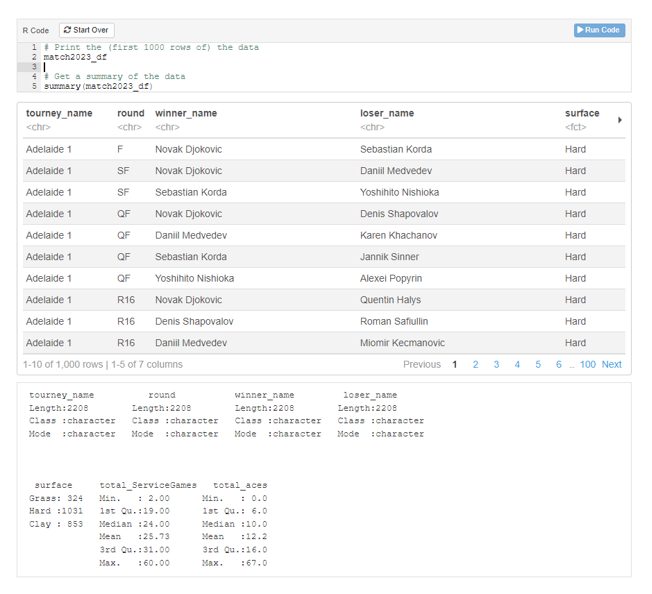 R Code Start Over Run Code
1 # Print the (first 1000 rows of) the data
2 match2023_df
3
4 # Get a summary of the data
5 summary(match2023_df)
tourney_name round winner_name loser_name surface
<chr> <chr> <chr> <chr> <fct>
Adelaide 1 F Novak Djokovic Sebastian Korda Hard
Adelaide 1 SF Novak Djokovic Daniil Medvedev Hard
Adelaide 1 SF Sebastian Korda Yoshihito Nishioka Hard
Adelaide 1 QF Novak Djokovic Denis Shapovalov Hard
Adelaide 1 QF Daniil Medvedev Karen Khachanov Hard
Adelaide 1 QF Sebastian Korda Jannik Sinner Hard
Adelaide 1 QF Yoshihito Nishioka Alexei Popyrin Hard
Adelaide 1 R16 Novak Djokovic Quentin Halys Hard
Adelaide 1 R16 Denis Shapovalov Roman Safiullin Hard
Adelaide 1 R16 Daniil Medvedev Miomir Kecmanovic Hard
1-10 of 1,000 rows | 1-5 of 7 columns Previous 1 2 3 4 5 6 ... 100 Next
tourney_name round winner_name loser_name
Length:2208 Length:2208 Length:2208 Length:2208
Class :character Class :character Class :character Class :character
Mode :character Mode :character Mode :character Mode :character
surface total_ServiceGames total_aces
Grass: 324 Min. : 2.00 Min. : 0.0
Hard :1031 1st Qu.:19.00 1st Qu.: 6.0
Clay : 853 Median :24.00 Median :10.0
Mean :25.73 Mean :12.2
3rd Qu.:31.00 3rd Qu.:16.0
Max. :60.00 Max. :67.0